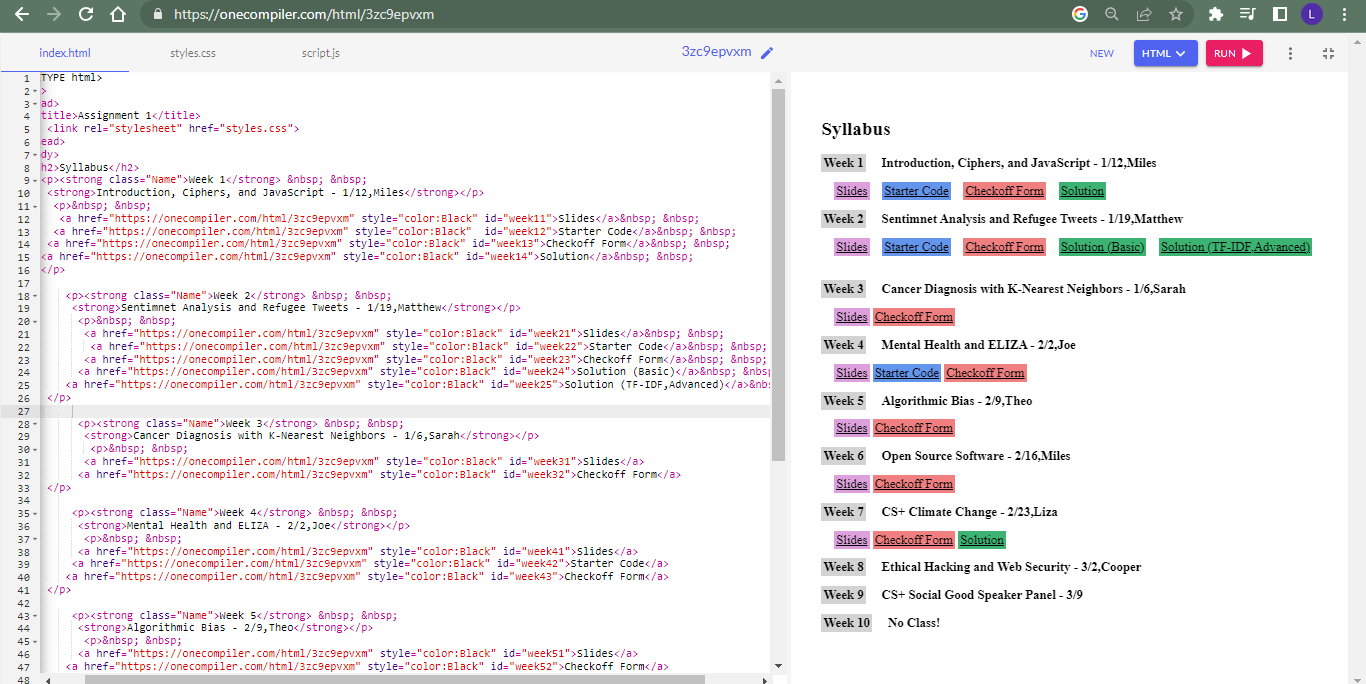 https://onecompiler.com/html/3zc9epvxm
L
index.html
styles.css
script.js
3zc9epvxm
NEW
HTML
RUN
1 TYPE html>
2 >
3 ad>
4 title>Assignment 1</title>
5 <link rel="stylesheet" href="styles.css">
6 ead>
7 dy>
8 h2>Syllabus</h2>
9 <p><strong class="Name">Week 1</strong> &nbsp; &nbsp;
10 <strong>Introduction, Ciphers, and JavaScript - 1/12,Miles</strong></p>
11 <p>&nbsp; &nbsp;
12 <a href="https://onecompiler.com/html/3zc9epvxm" style="color:Black" id="week11">Slides</a>&nbsp; &nbsp;
13 <a href="https://onecompiler.com/html/3zc9epvxm" style="color:Black"  id="week12">Starter Code</a>&nbsp; &nbsp;
14 <a href="https://onecompiler.com/html/3zc9epvxm" style="color:Black" id="week13">Checkoff Form</a>&nbsp; &nbsp;
15 <a href="https://onecompiler.com/html/3zc9epvxm" style="color:Black" id="week14">Solution</a>&nbsp; &nbsp;
16 </p>
17
18 <p><strong class="Name">Week 2</strong> &nbsp; &nbsp;
19 <strong>Sentimnet Analysis and Refugee Tweets - 1/19,Matthew</strong></p>
20 <p>&nbsp; &nbsp;
21 <a href="https://onecompiler.com/html/3zc9epvxm" style="color:Black" id="week21">Slides</a>&nbsp; &nbsp;
22 <a href="https://onecompiler.com/html/3zc9epvxm" style="color:Black" id="week22">Starter Code</a>&nbsp; &nbsp;
23 <a href="https://onecompiler.com/html/3zc9epvxm" style="color:Black" id="week23">Checkoff Form</a>&nbsp; &nbsp;
24 <a href="https://onecompiler.com/html/3zc9epvxm" style="color:Black" id="week24">Solution (Basic)</a>&nbsp; &nbs
25 <a href="https://onecompiler.com/html/3zc9epvxm" style="color:Black" id="week25">Solution (TF-IDF,Advanced)</a>&nbs
26 </p>
27
28 <p><strong class="Name">Week 3</strong> &nbsp; &nbsp;
29 <strong>Cancer Diagnosis with K-Nearest Neighbors - 1/6,Sarah</strong></p>
30 <p>&nbsp; &nbsp;
31 <a href="https://onecompiler.com/html/3zc9epvxm" style="color:Black" id="week31">Slides</a>
32 <a href="https://onecompiler.com/html/3zc9epvxm" style="color:Black" id="week32">Checkoff Form</a>
33 </p>
34
35 <p><strong class="Name">Week 4</strong> &nbsp; &nbsp;
36 <strong>Mental Health and ELIZA - 2/2,Joe</strong></p>
37 <p>&nbsp; &nbsp;
38 <a href="https://onecompiler.com/html/3zc9epvxm" style="color:Black" id="week41">Slides</a>
39 <a href="https://onecompiler.com/html/3zc9epvxm" style="color:Black" id="week42">Starter Code</a>
40 <a href="https://onecompiler.com/html/3zc9epvxm" style="color:Black" id="week43">Checkoff Form</a>
41 </p>
42
43 <p><strong class="Name">Week 5</strong> &nbsp; &nbsp;
44 <strong>Algorithmic Bias - 2/9,Theo</strong></p>
45 <p>&nbsp; &nbsp;
46 <a href="https://onecompiler.com/html/3zc9epvxm" style="color:Black" id="week51">Slides</a>
47 <a href="https://onecompiler.com/html/3zc9epvxm" style="color:Black" id="week52">Checkoff Form</a>
48
Syllabus
Week 1 Introduction, Ciphers, and JavaScript - 1/12,Miles
Slides Starter Code Checkoff Form Solution
Week 2 Sentimnet Analysis and Refugee Tweets - 1/19,Matthew
Slides Starter Code Checkoff Form Solution (Basic) Solution (TF-IDF,Advanced)
Week 3 Cancer Diagnosis with K-Nearest Neighbors - 1/6,Sarah
Slides Checkoff Form
Week 4 Mental Health and ELIZA - 2/2,Joe
Slides Starter Code Checkoff Form
Week 5 Algorithmic Bias - 2/9,Theo
Slides Checkoff Form
Week 6 Open Source Software - 2/16,Miles
Slides Checkoff Form
Week 7 CS+ Climate Change - 2/23,Liza
Slides Checkoff Form Solution
Week 8 Ethical Hacking and Web Security - 3/2,Cooper
Week 9 CS+ Social Good Speaker Panel - 3/9
Week 10 No Class!